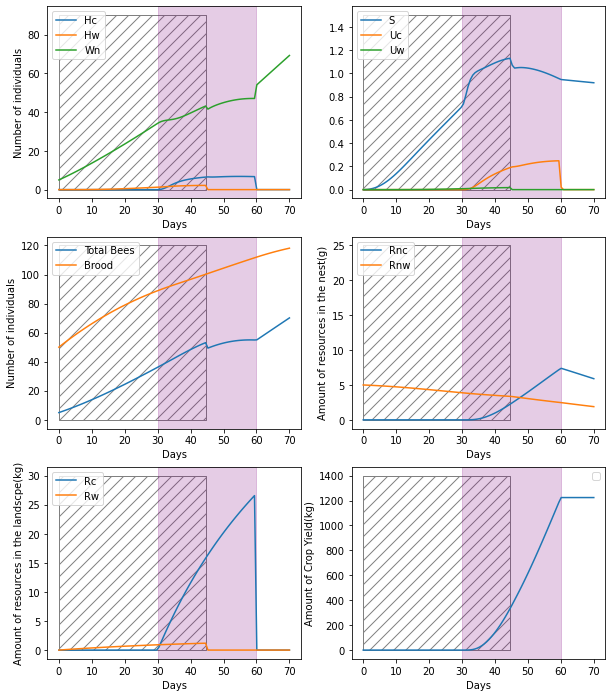 Number of individuals
80
60
40
20
0
Hc
Hw
Wn
0 10 20 30 40 50 60 70
Days
1.4
1.2
1.0
0.8
0.6
0.4
0.2
0.0
S
Uc
Uw
0 10 20 30 40 50 60 70
Days
Number of individuals
120
100
80
60
40
20
0
Total Bees
Brood
0 10 20 30 40 50 60 70
Days
Amount of resources in the nest(g)
25
20
15
10
5
0
Rnc
Rnw
0 10 20 30 40 50 60 70
Days
Amount of resources in the landscpe(kg)
30
25
20
15
10
5
0
Rc
Rw
0 10 20 30 40 50 60 70
Days
Amount of Crop Yield(kg)
1400
1200
1000
800
600
400
200
0
0 10 20 30 40 50 60 70
Days